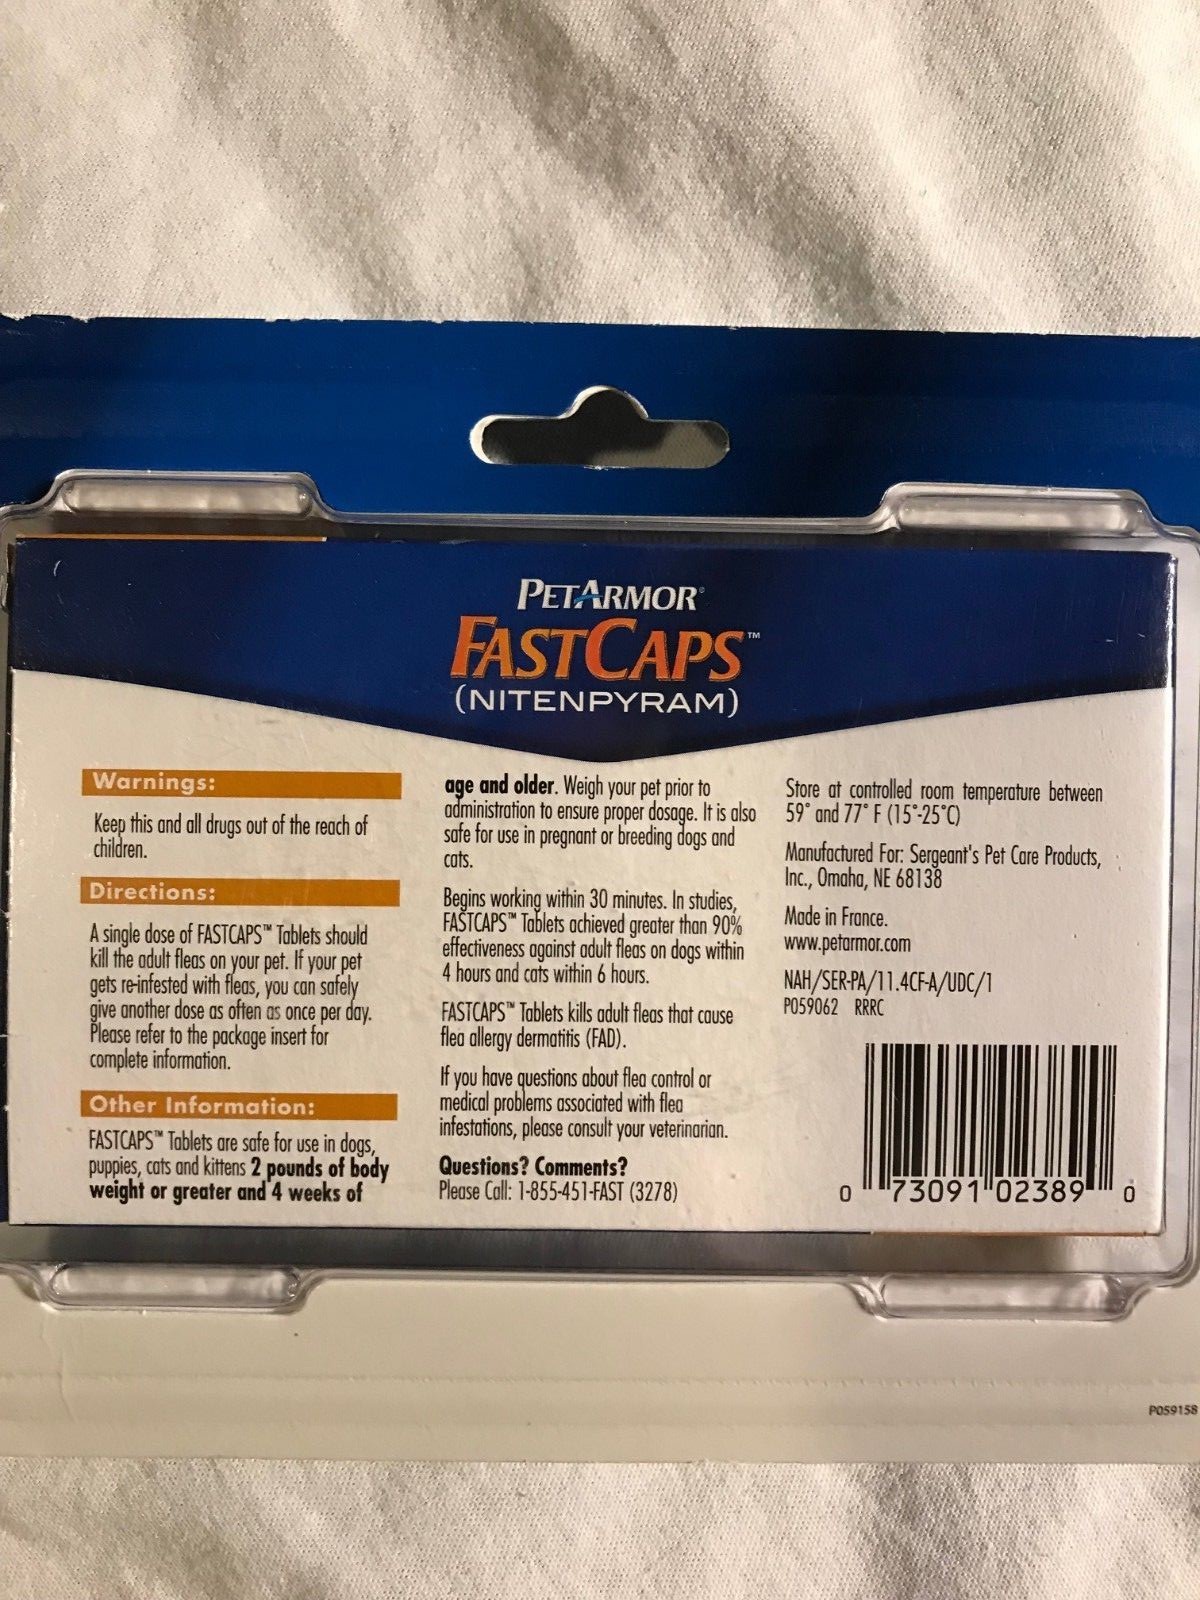 PETARMOR®
FASTCAPS™
(NITENPYRAM)
Warnings:
Keep this and all drugs out of the reach of
children.
Directions:
A single dose of FASTCAPS™ Tablets should
kill the adult fleas on your pet. If your pet
gets re-infested with fleas, you can safely
give another dose as often as once per day.
Please refer to the package insert for
complete information.
Other Information:
FASTCAPS™ Tablets are safe for use in dogs,
puppies, cats and kittens 2 pounds of body
weight or greater and 4 weeks of
age and older. Weigh your pet prior to
administration to ensure proper dosage. It is also
safe for use in pregnant or breeding dogs and
cats.
Begins working within 30 minutes. In studies,
FASTCAPS™ Tablets achieved greater than 90%
effectiveness against adult fleas on dogs within
4 hours and cats within 6 hours.
FASTCAPS™ Tablets kills adult fleas that cause
flea allergy dermatitis (FAD).
If you have questions about flea control or
medical problems associated with flea
infestations, please consult your veterinarian.
Questions? Comments?
Please Call: 1-855-451-FAST (3278)
Store at controlled room temperature between
59° and 77° F (15°-25°C)
Manufactured For: Sergeant's Pet Care Products,
Inc., Omaha, NE 68138
Made in France.
www.petarmor.com
NAH/SER-PA/11.4CF-A/UDC/1
P059062 RRRC
0 73091 02389 0
P059158